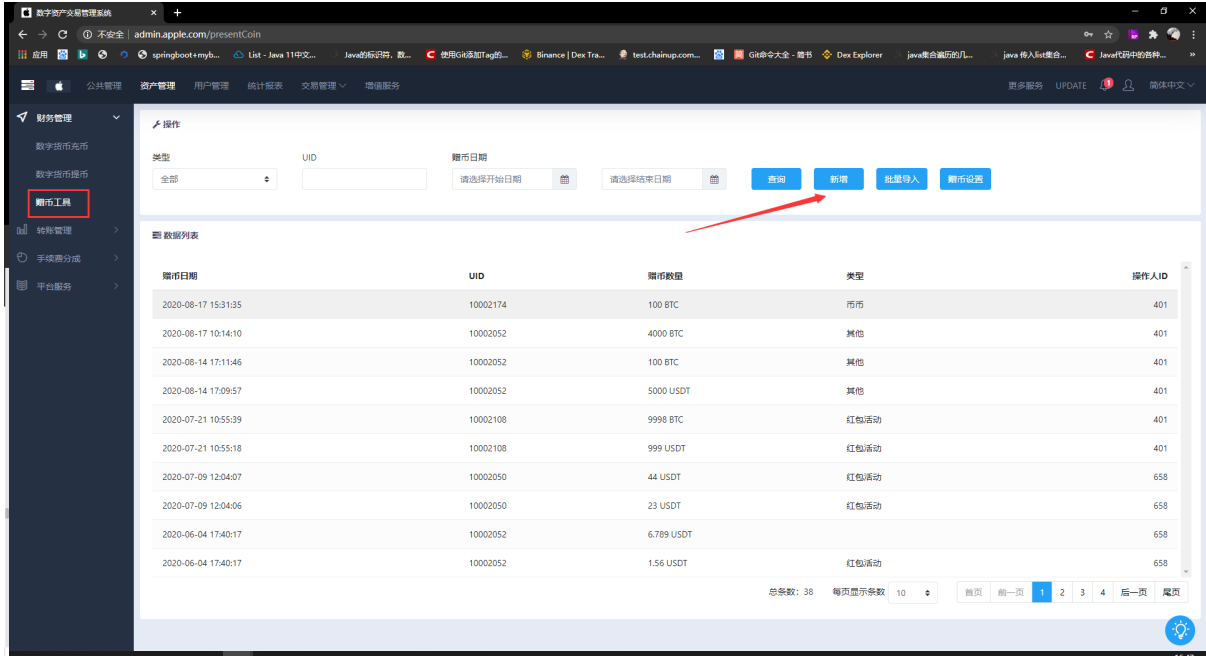 数字资产交易管理系统
不安全 | admin.apple.com/presentCoin
应用 springboot+myb... List - Java 11中文... Java的标识符, 数... 使用Git添加Tag的... Binance | Dex Tra... test.chainup.com... Git命令大全 - 简书 Dex Explorer java集合遍历的几... java 传入list集合... Java代码中的各种... »
公共管理 资产管理 用户管理 统计报表 交易管理 增值服务 更多服务 UPDATE 1 简体中文
财务管理
数字货币充币
数字货币提币
赠币工具
转账管理
手续费分成
平台服务
操作
类型 UID 赠币日期
全部 请选择开始日期 请选择结束日期 查询 新增 批量导入 赠币设置
数据列表
赠币日期 UID 赠币数量 类型 操作人ID
2020-08-17 15:31:35 10002174 100 BTC 币币 401
2020-08-17 10:14:10 10002052 4000 BTC 其他 401
2020-08-14 17:11:46 10002052 100 BTC 其他 401
2020-08-14 17:09:57 10002052 5000 USDT 其他 401
2020-07-21 10:55:39 10002108 9998 BTC 红包活动 401
2020-07-21 10:55:18 10002108 999 USDT 红包活动 401
2020-07-09 12:04:07 10002050 44 USDT 红包活动 658
2020-07-09 12:04:06 10002050 23 USDT 红包活动 658
2020-06-04 17:40:17 10002052 6.789 USDT 658
2020-06-04 17:40:17 10002052 1.56 USDT 红包活动 658
总条数: 38 每页显示条数 10 首页 前一页 1 2 3 4 后一页 尾页